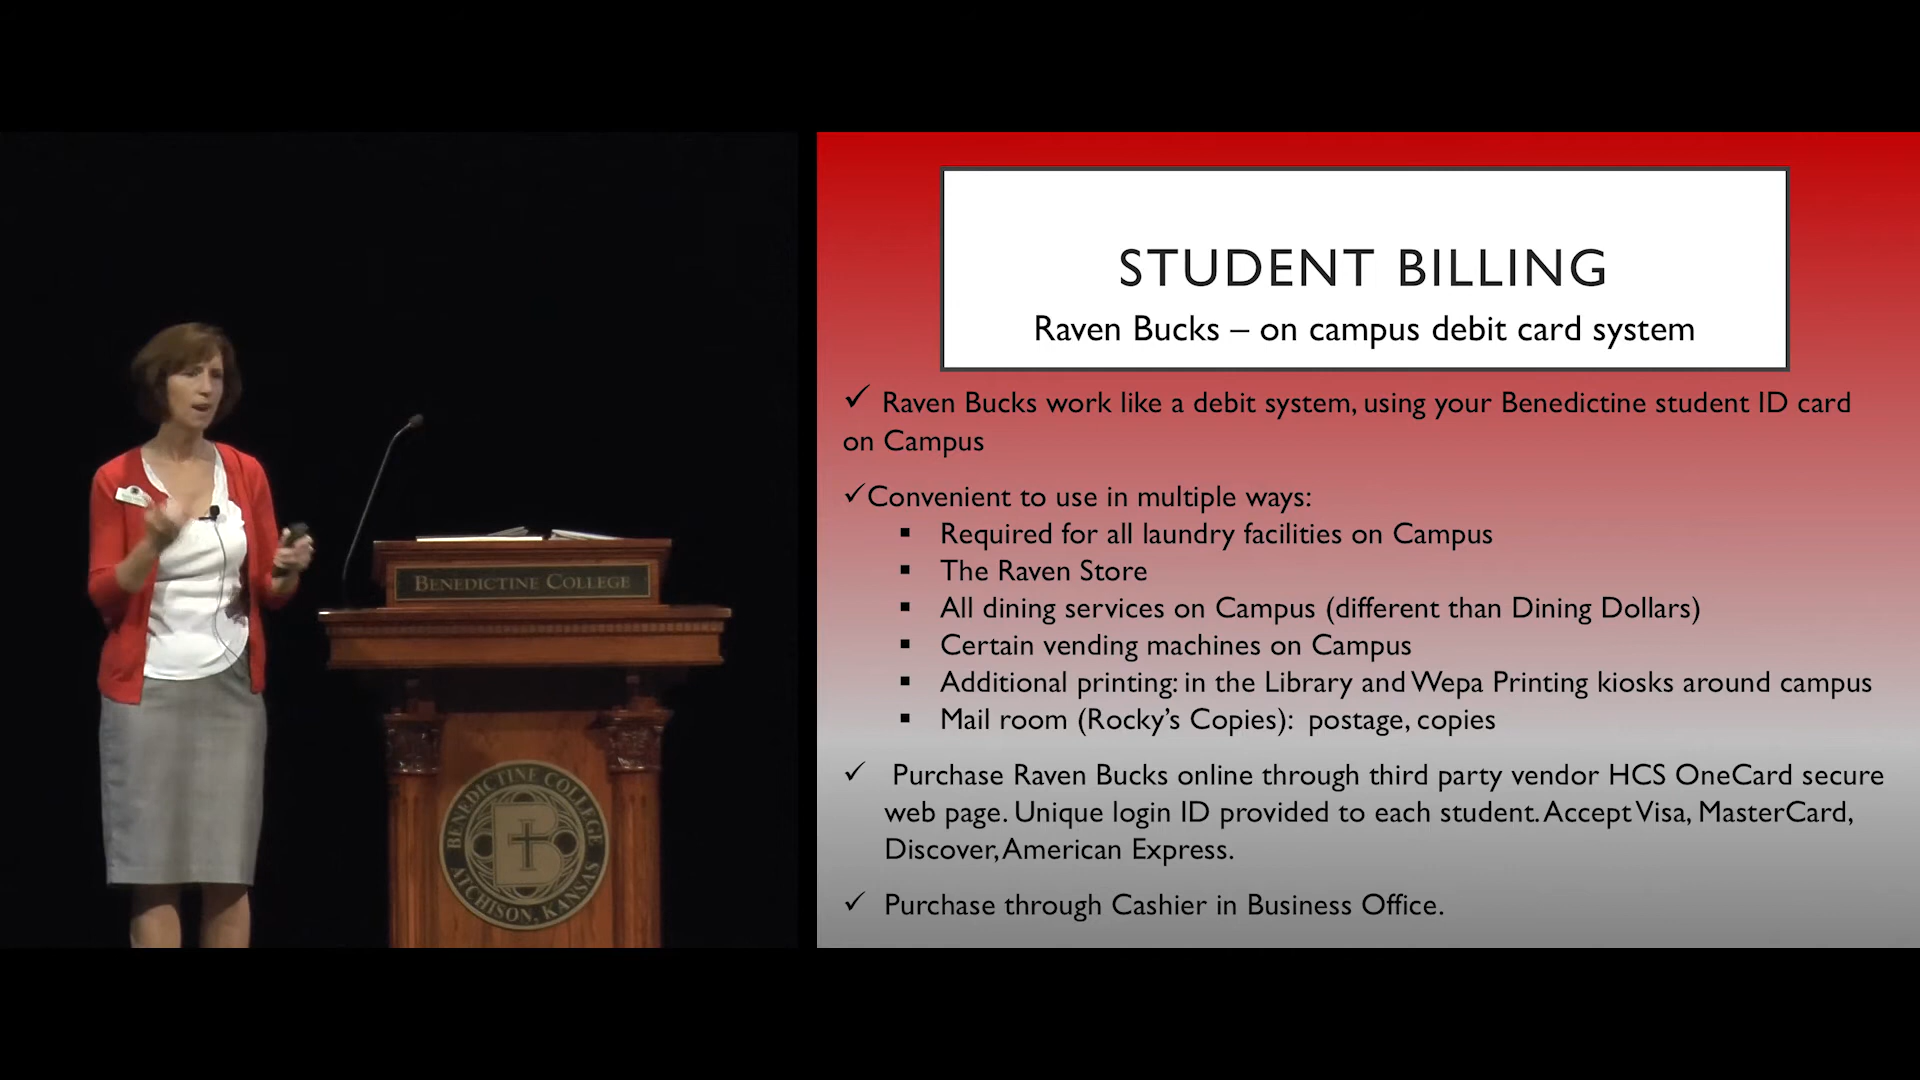 STUDENT BILLING
Raven Bucks – on campus debit card system
✓ Raven Bucks work like a debit system, using your Benedictine student ID card
on Campus
✓Convenient to use in multiple ways:
▪ Required for all laundry facilities on Campus
▪ The Raven Store
▪ All dining services on Campus (different than Dining Dollars)
▪ Certain vending machines on Campus
▪ Additional printing: in the Library and Wepa Printing kiosks around campus
▪ Mail room (Rocky's Copies): postage, copies
✓ Purchase Raven Bucks online through third party vendor HCS OneCard secure
web page. Unique login ID provided to each student. Accept Visa, MasterCard,
Discover, American Express.
✓ Purchase through Cashier in Business Office.
BENEDICTINE COLLEGE
BENEDICTINE COLLEGE
B
ATCHISON, KANSAS